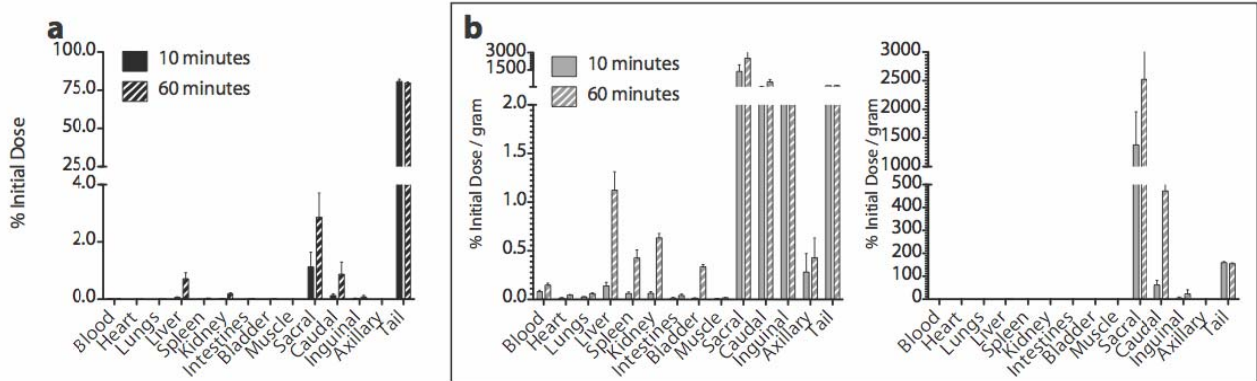 a
100.0
75.0
50.0
25.0
4.0
2.0
0.0
% Initial Dose
10 minutes
60 minutes
Blood
Heart
Lungs
Liver
Spleen
Kidney
Intestines
Bladder
Muscle
Sacral
Caudal
Inguinal
Axillary
Tail
b
3000
1500
2.0
1.5
1.0
0.5
0.0
% Initial Dose / gram
10 minutes
60 minutes
Blood
Heart
Lungs
Liver
Spleen
Kidney
Intestines
Bladder
Muscle
Sacral
Caudal
Inguinal
Axillary
Tail
3000
2500
2000
1500
1000
500
400
300
200
100
0
% Initial Dose / gram
Blood
Heart
Lungs
Liver
Spleen
Kidney
Intestines
Bladder
Muscle
Sacral
Caudal
Inguinal
Axillary
Tail